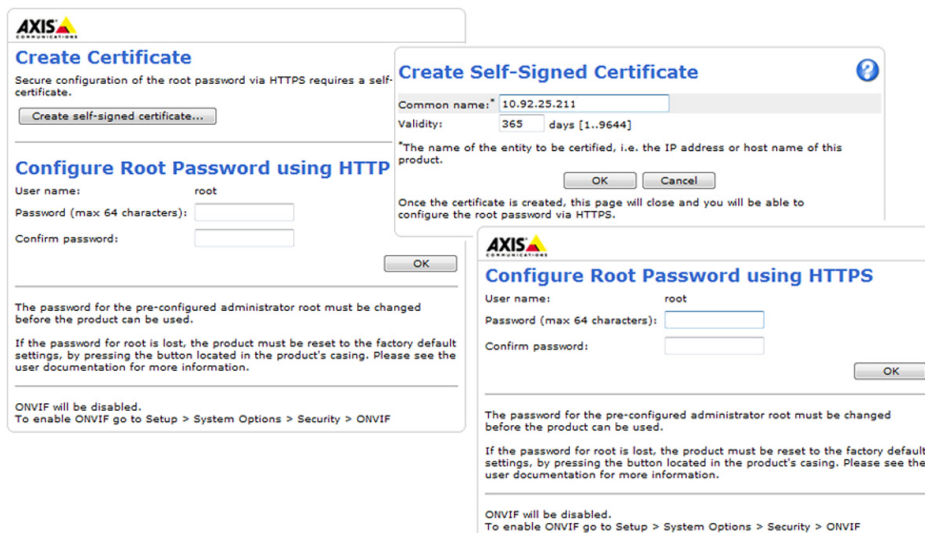 AXIS
COMMUNICATIONS
Create Certificate
Secure configuration of the root password via HTTPS requires a self-
certificate.
Create self-signed certificate...
Configure Root Password using HTTP
User name: root
Password (max 64 characters):
Confirm password:
OK
The password for the pre-configured administrator root must be changed
before the product can be used.
If the password for root is lost, the product must be reset to the factory default
settings, by pressing the button located in the product's casing. Please see the
user documentation for more information.
ONVIF will be disabled.
To enable ONVIF go to Setup > System Options > Security > ONVIF
Create Self-Signed Certificate
?
Common name:* 10.92.25.211
Validity: 365 days [1..9644]
*The name of the entity to be certified, i.e. the IP address or host name of this
product.
OK Cancel
Once the certificate is created, this page will close and you will be able to
configure the root password via HTTPS.
AXIS
COMMUNICATIONS
Configure Root Password using HTTPS
User name: root
Password (max 64 characters):
Confirm password:
OK
The password for the pre-configured administrator root must be changed
before the product can be used.
If the password for root is lost, the product must be reset to the factory default
settings, by pressing the button located in the product's casing. Please see the
user documentation for more information.
ONVIF will be disabled.
To enable ONVIF go to Setup > System Options > Security > ONVIF